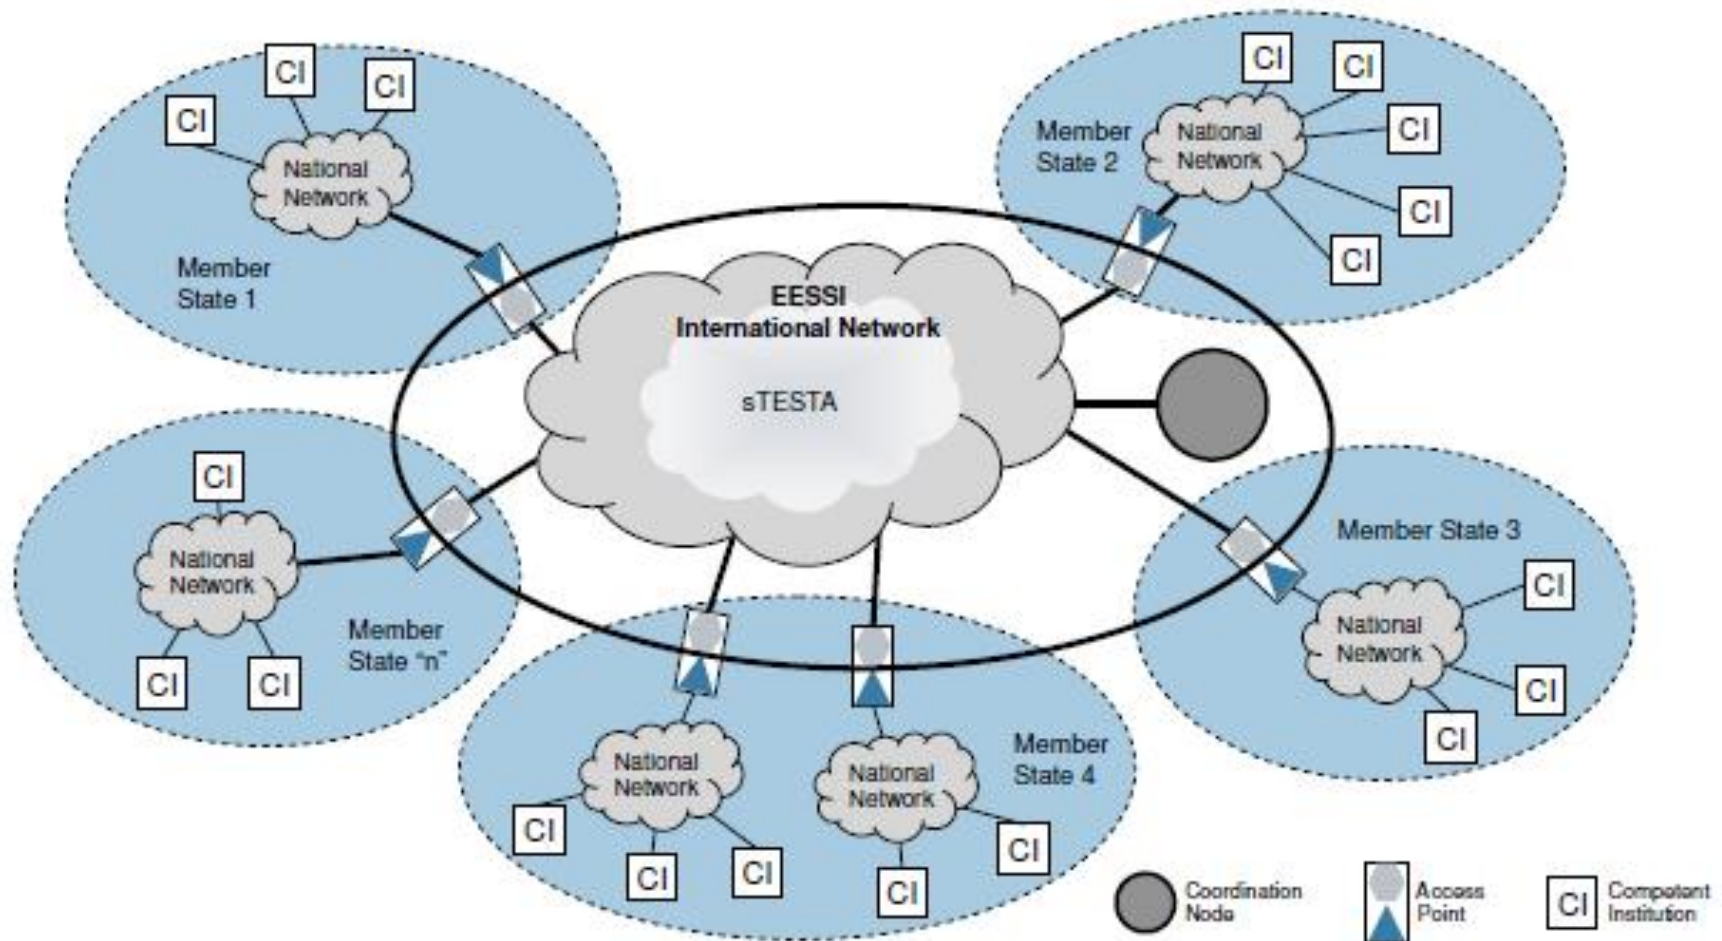 CI
CI
CI
National
Network
Member
State 1
CI
CI
CI
CI
CI
Member
State 2
National
Network
EESSI
International Network
sTESTA
CI
National
Network
Member
State "n"
CI
CI
Member State 3
CI
National
Network
CI
CI
National
Network
National
Network
Member
State 4
CI
CI
CI
CI
CI
Coordination
Node
Access
Point
CI
Competent
Institution